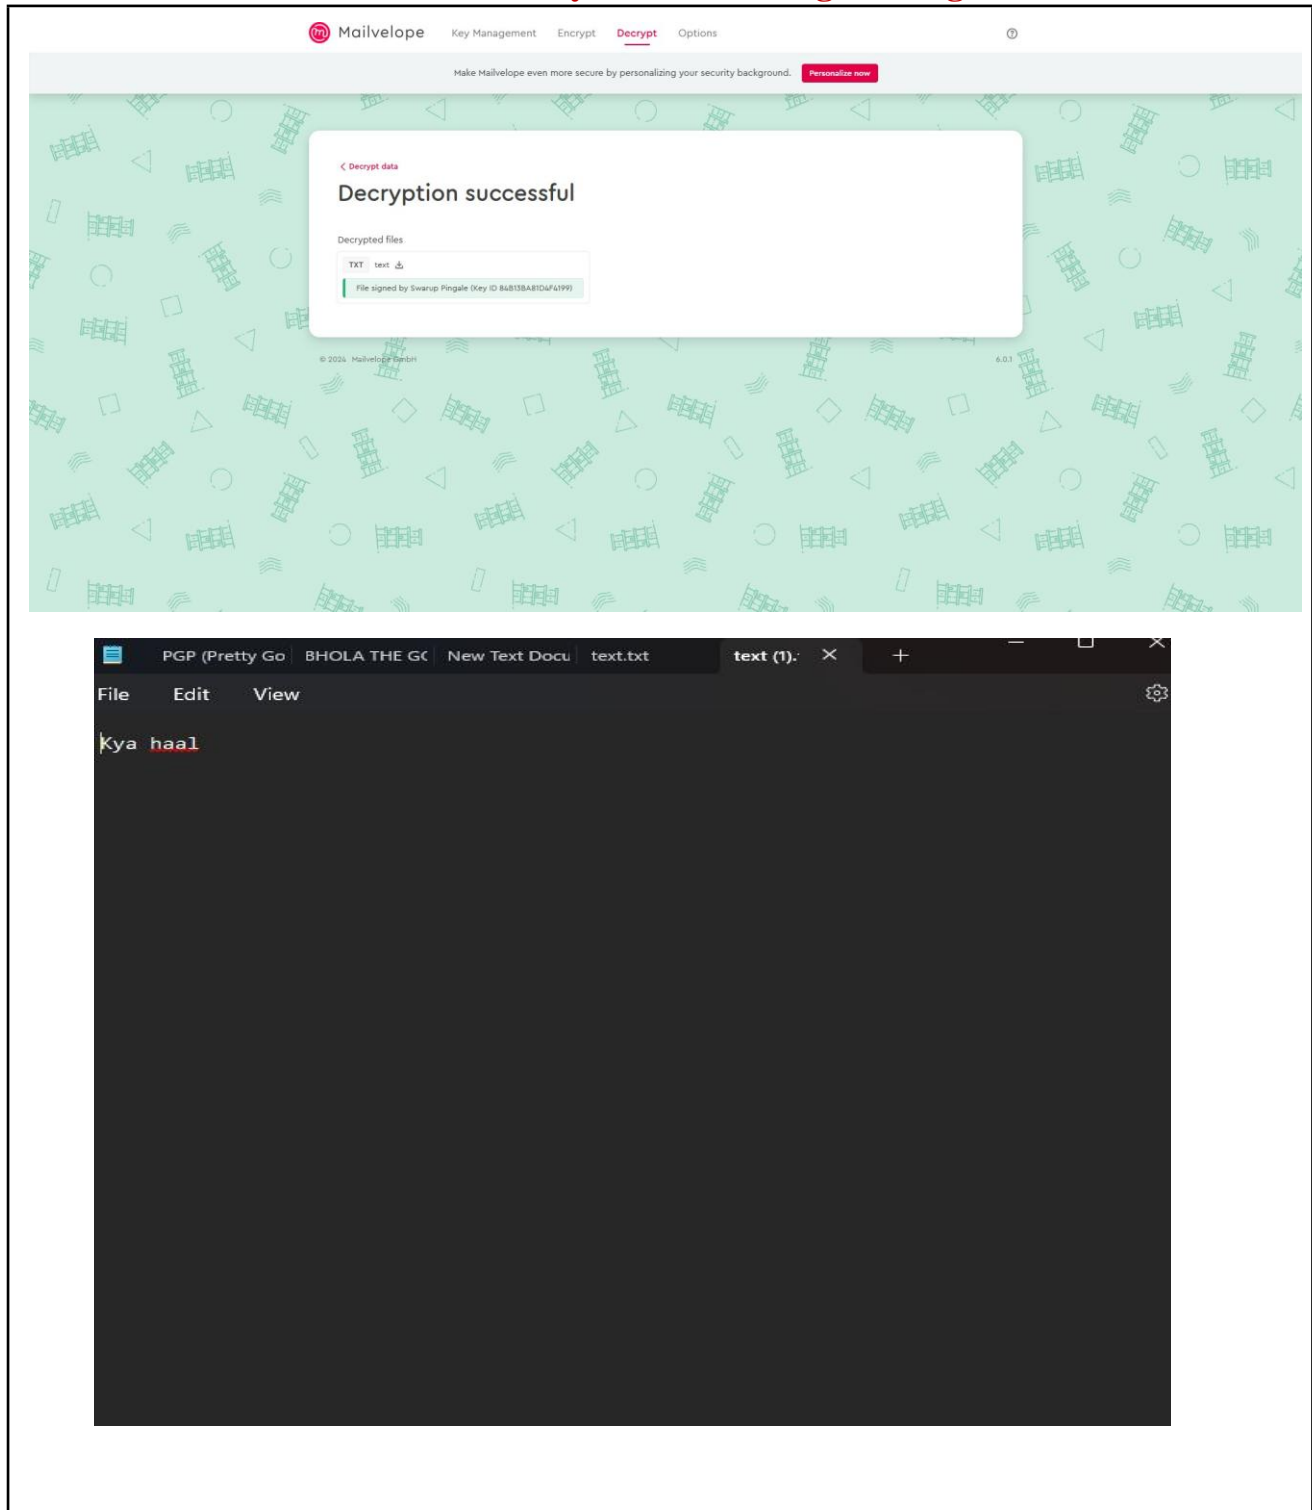 Mailvelope Key Management Encrypt Decrypt Options
Make Mailvelope even more secure by personalizing your security background. Personalize now
< Decrypt data
Decryption successful
Decrypted files
TXT text
File signed by Swarup Pingale (Key ID 84B13BA81D4F4199)
© 2024 Mailvelope GmbH 6.0.1
PGP (Pretty Go BHOLA THE GO New Text Docu text.txt text (1).
File Edit View
Kya haal